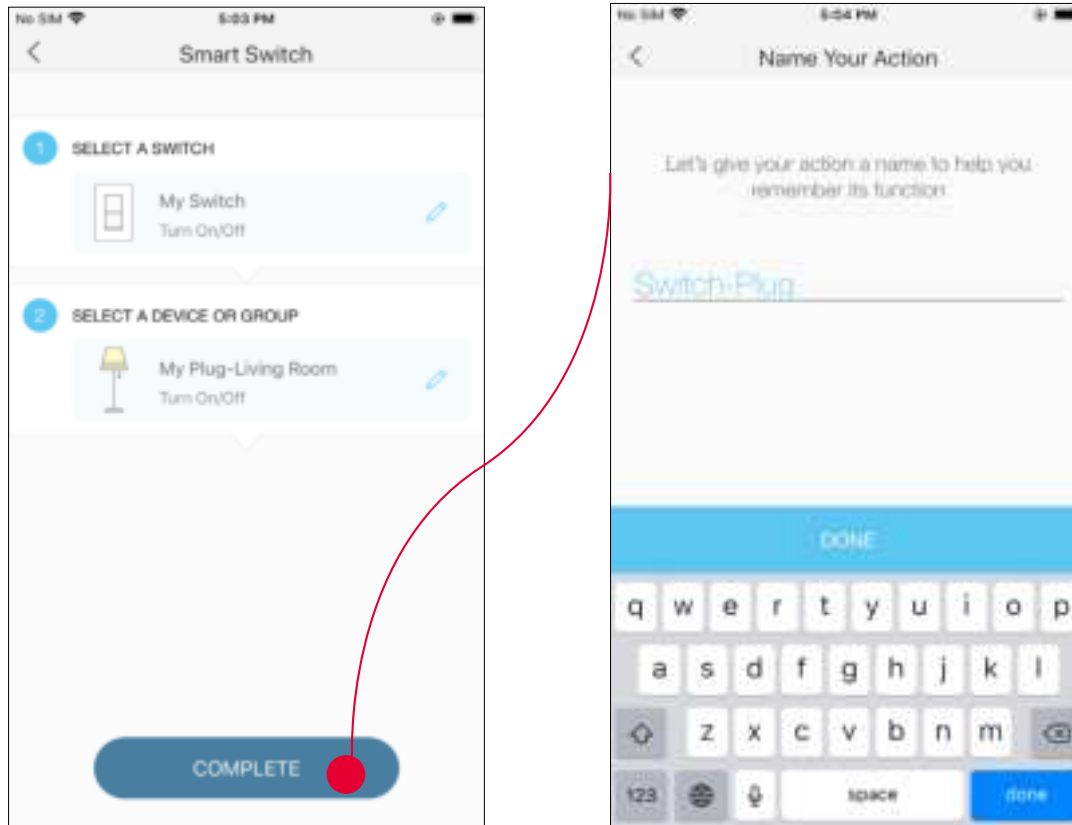 No SIM 5:03 PM
Smart Switch
1 SELECT A SWITCH
My Switch
Turn On/Off
2 SELECT A DEVICE OR GROUP
My Plug-Living Room
Turn On/Off
COMPLETE
No SIM 5:04 PM
Name Your Action
Let's give your action a name to help you
remember its function
Switch-Plug
DONE
q w e r t y u i o p
a s d f g h j k l
z x c v b n m
123 space done